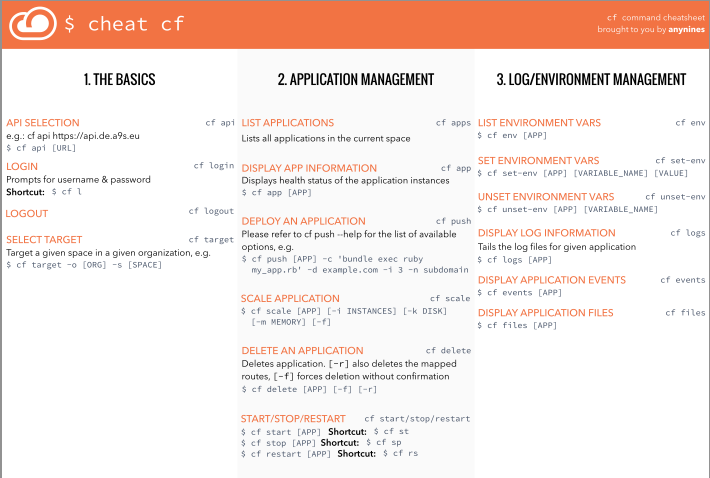 $ cheat cf
cf command cheatsheet
brought to you by anynines
1. THE BASICS
API SELECTION cf api
e.g.: cf api https://api.de.a9s.eu
$ cf api [URL]
LOGIN cf login
Prompts for username & password
Shortcut: $ cf l
LOGOUT cf logout
SELECT TARGET cf target
Target a given space in a given organization, e.g.
$ cf target -o [ORG] -s [SPACE]
2. APPLICATION MANAGEMENT
LIST APPLICATIONS cf apps
Lists all applications in the current space
DISPLAY APP INFORMATION cf app
Displays health status of the application instances
$ cf app [APP]
DEPLOY AN APPLICATION cf push
Please refer to cf push --help for the list of available
options, e.g.
$ cf push [APP] -c 'bundle exec ruby
my_app.rb' -d example.com -i 3 -n subdomain
SCALE APPLICATION cf scale
$ cf scale [APP] [-i INSTANCES] [-k DISK]
[-m MEMORY] [-f]
DELETE AN APPLICATION cf delete
Deletes application. [-r] also deletes the mapped
routes, [-f] forces deletion without confirmation
$ cf delete [APP] [-f] [-r]
START/STOP/RESTART cf start/stop/restart
$ cf start [APP] Shortcut: $ cf st
$ cf stop [APP] Shortcut: $ cf sp
$ cf restart [APP] Shortcut: $ cf rs
3. LOG/ENVIRONMENT MANAGEMENT
LIST ENVIRONMENT VARS cf env
$ cf env [APP]
SET ENVIRONMENT VARS cf set-env
$ cf set-env [APP] [VARIABLE_NAME] [VALUE]
UNSET ENVIRONMENT VARS cf unset-env
$ cf unset-env [APP] [VARIABLE_NAME]
DISPLAY LOG INFORMATION cf logs
Tails the log files for given application
$ cf logs [APP]
DISPLAY APPLICATION EVENTS cf events
$ cf events [APP]
DISPLAY APPLICATION FILES cf files
$ cf files [APP]